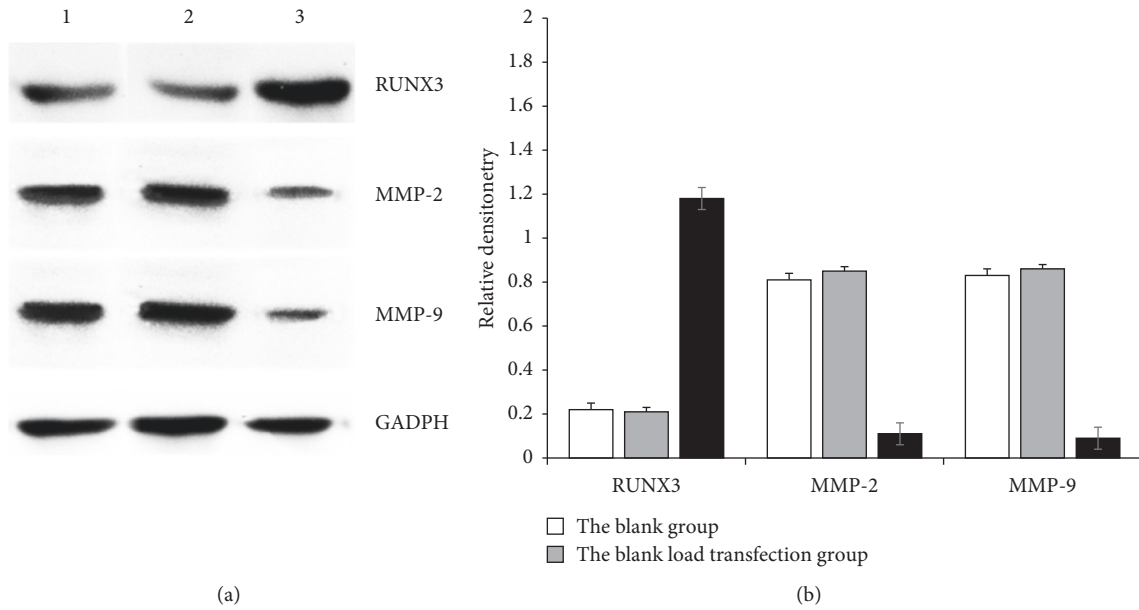 1 2 3
RUNX3
MMP-2
MMP-9
GADPH
(a)
Relative densitometry
2
1.8
1.6
1.4
1.2
1
0.8
0.6
0.4
0.2
0
RUNX3 MMP-2 MMP-9
The blank group
The blank load transfection group
(b)